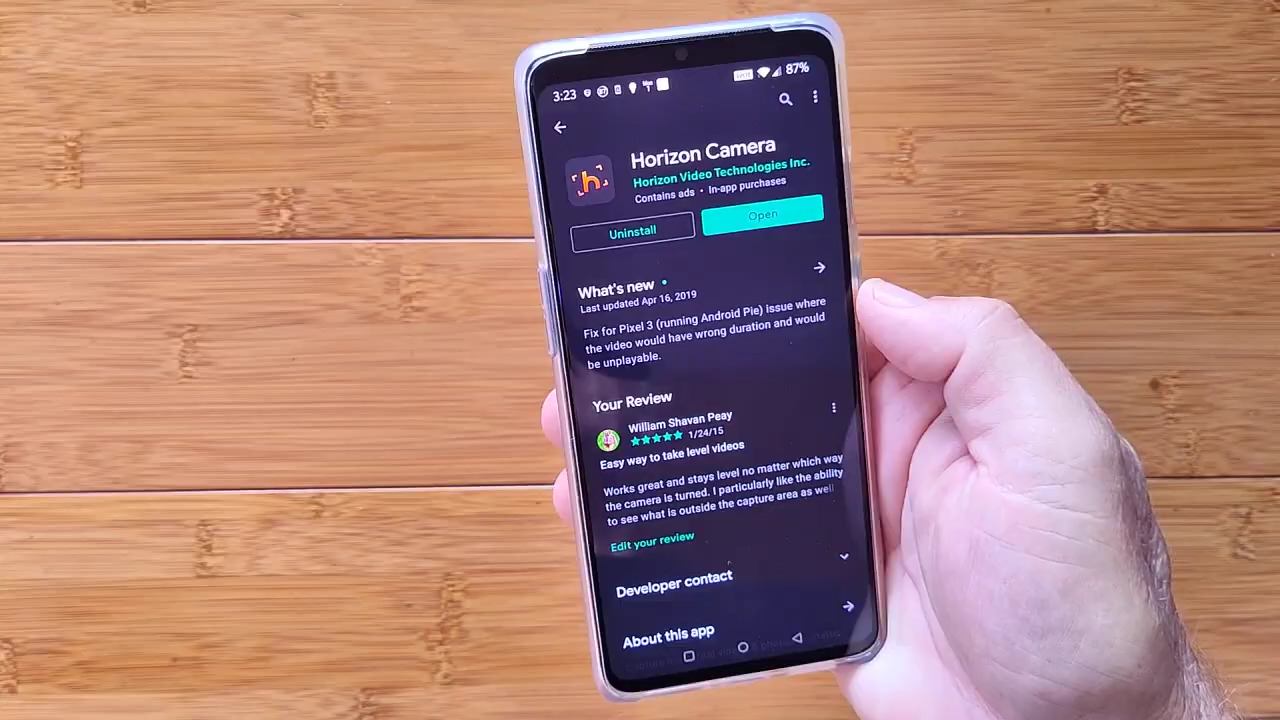 3:23
87%
h
Horizon Camera
Horizon Video Technologies Inc.
Contains ads • In-app purchases
Uninstall
Open
What's new •
Last updated Apr 16, 2019
Fix for Pixel 3 (running Android Pie) issue where
the video would have wrong duration and would
be unplayable.
Your Review
William Shavan Peay
1/24/15
Easy way to take level videos
Works great and stays level no matter which way
the camera is turned. I particularly like the ability
to see what is outside the capture area as well
Edit your review
Developer contact
About this app